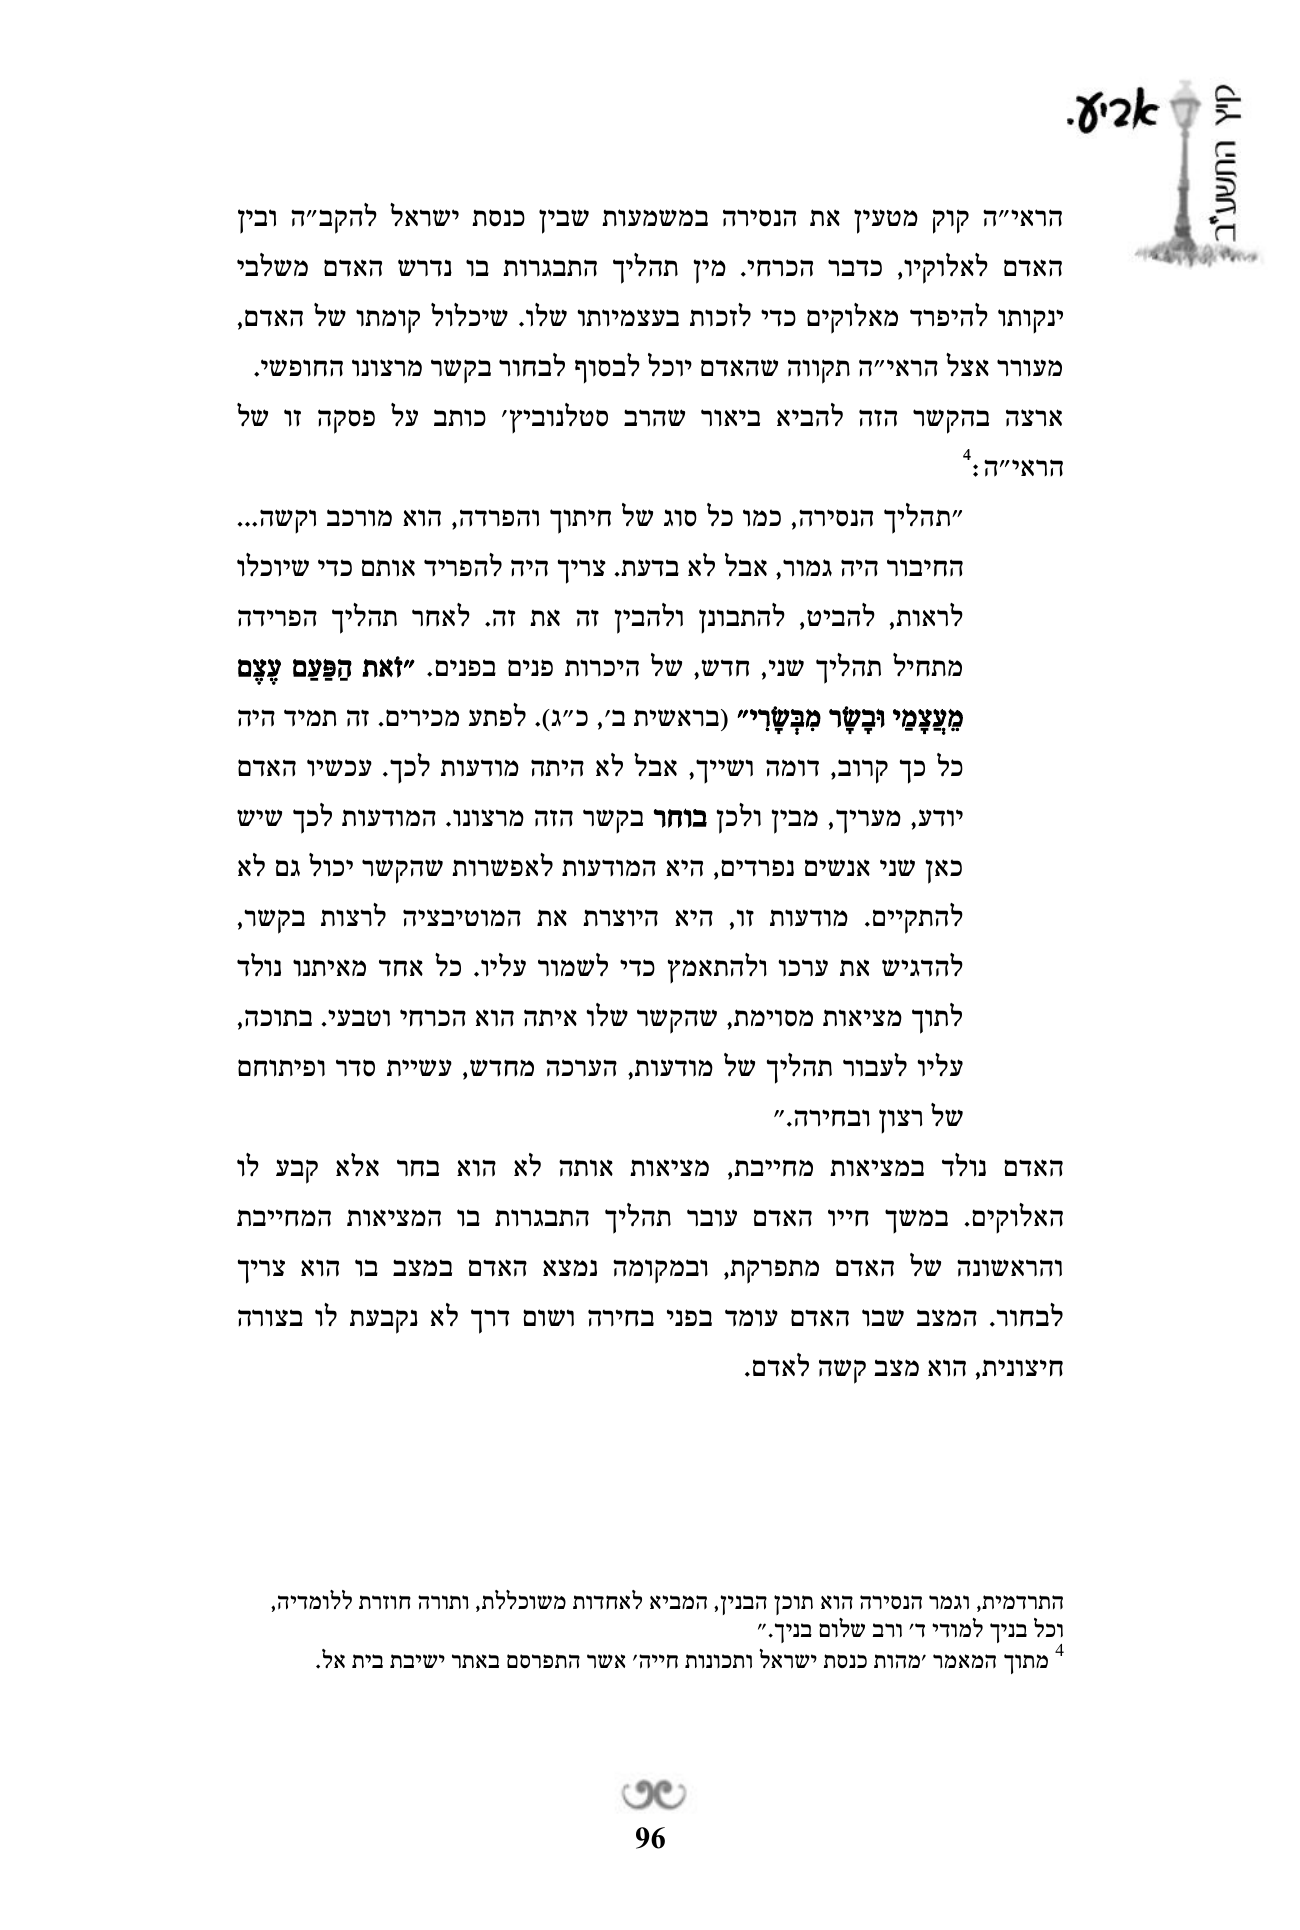 אביע.
קיץ התשע"ב
הראי״ה קוק מטעין את הנסירה במשמעות שבין כנסת ישראל להקב״ה ובין
האדם לאלוקיו, כדבר הכרחי. מין תהליך התבגרות בו נדרש האדם משלבי
ינקותו להיפרד מאלוקים כדי לזכות בעצמיותו שלו. שיכלול קומתו של האדם,
מעורר אצל הראי״ה תקווה שהאדם יוכל לבסוף לבחור בקשר מרצונו החופשי.
ארצה בהקשר הזה להביא ביאור שהרב סטלנוביץ׳ כותב על פסקה זו של
הראי״ה:4
״תהליך הנסירה, כמו כל סוג של חיתוך והפרדה, הוא מורכב וקשה...
החיבור היה גמור, אבל לא בדעת. צריך היה להפריד אותם כדי שיוכלו
לראות, להביט, להתבונן ולהבין זה את זה. לאחר תהליך הפרידה
מתחיל תהליך שני, חדש, של היכרות פנים בפנים. ״זֹאת הַפַּעַם עֶצֶם
מֵעֲצָמַי וּבָשָׂר מִבְּשָׂרִי״ (בראשית ב׳, כ״ג). לפתע מכירים. זה תמיד היה
כל כך קרוב, דומה ושייך, אבל לא היתה מודעות לכך. עכשיו האדם
יודע, מעריך, מבין ולכן בוחר בקשר הזה מרצונו. המודעות לכך שיש
כאן שני אנשים נפרדים, היא המודעות לאפשרות שהקשר יכול גם לא
להתקיים. מודעות זו, היא היוצרת את המוטיבציה לרצות בקשר,
להדגיש את ערכו ולהתאמץ כדי לשמור עליו. כל אחד מאיתנו נולד
לתוך מציאות מסוימת, שהקשר שלו איתה הוא הכרחי וטבעי. בתוכה,
עליו לעבור תהליך של מודעות, הערכה מחדש, עשיית סדר ופיתוחם
של רצון ובחירה.״
האדם נולד במציאות מחייבת, מציאות אותה לא הוא בחר אלא קבע לו
האלוקים. במשך חייו האדם עובר תהליך התבגרות בו המציאות המחייבת
והראשונה של האדם מתפרקת, ובמקומה נמצא האדם במצב בו הוא צריך
לבחור. המצב שבו האדם עומד בפני בחירה ושום דרך לא נקבעת לו בצורה
חיצונית, הוא מצב קשה לאדם.
התרדמית, וגמר הנסירה הוא תוכן הבנין, המביא לאחדות משוכללת, ותורה חוזרת ללומדיה,
וכל בניך למודי ד׳ ורב שלום בניך.״
4 מתוך המאמר ׳מהות כנסת ישראל ותכונות חייה׳ אשר התפרסם באתר ישיבת בית אל.
96